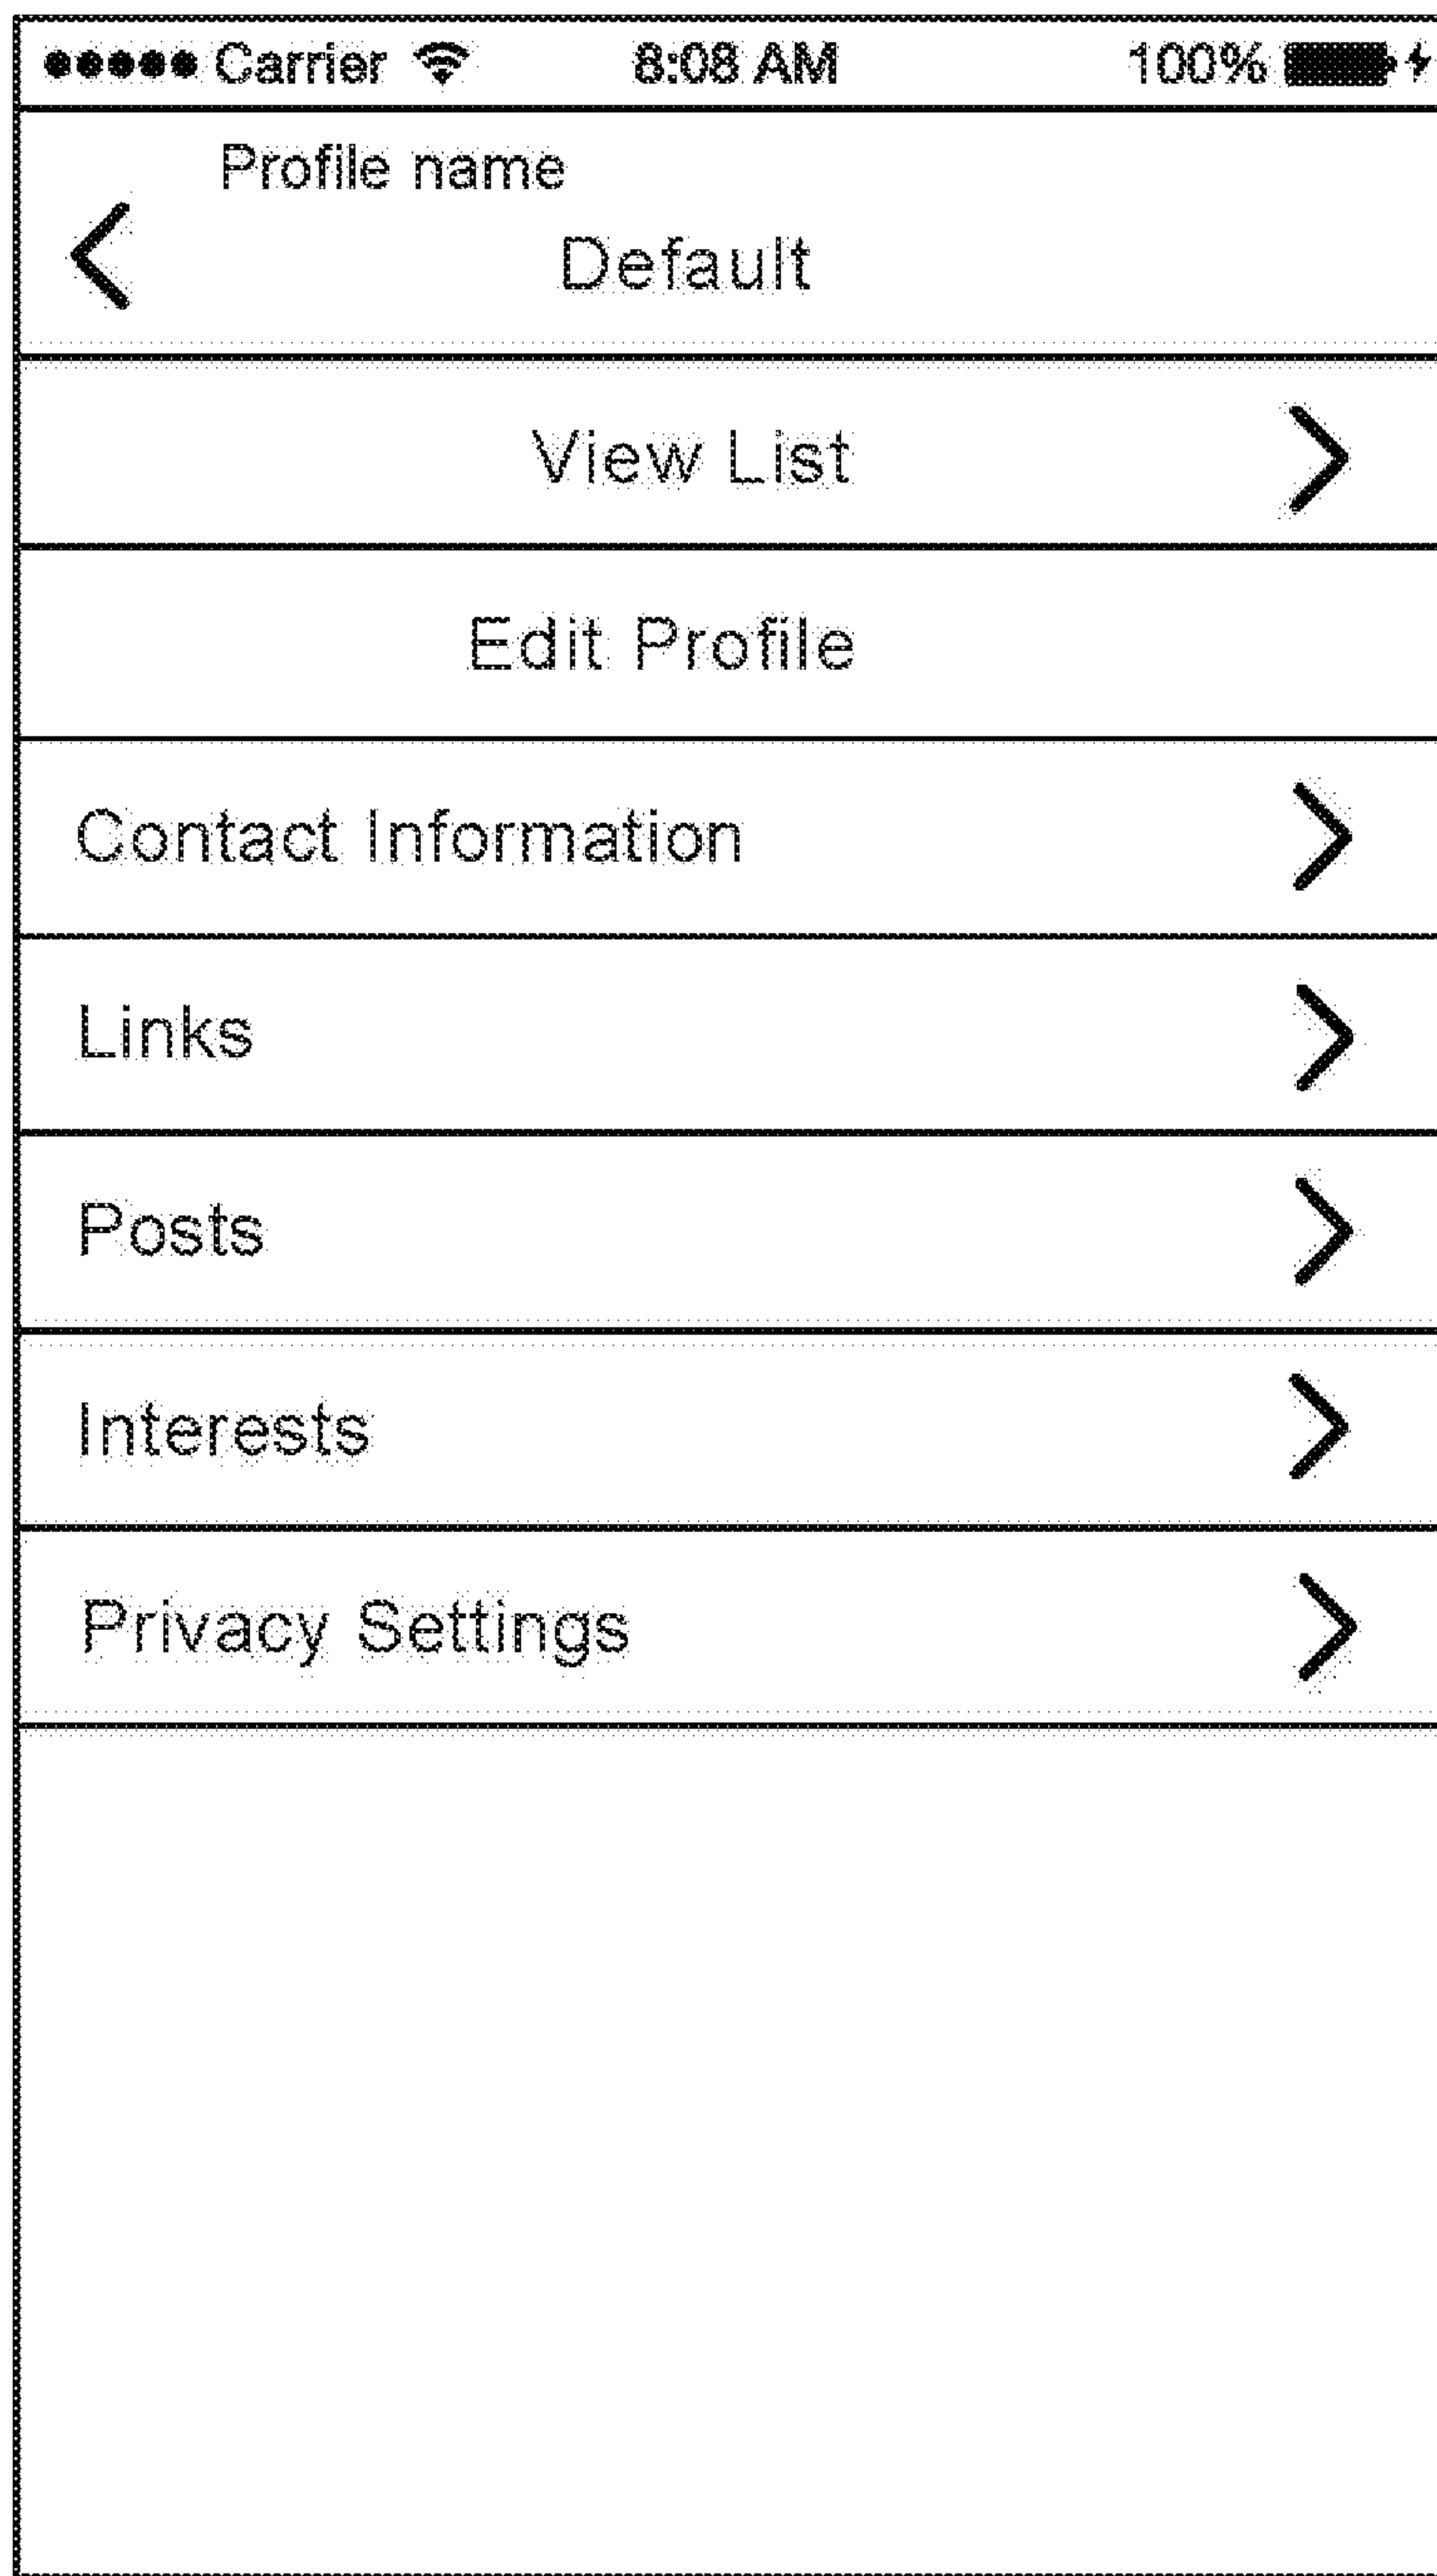 Carrier 8:08 AM 100%
Profile name
Default
View List
Edit Profile
Contact Information
Links
Posts
Interests
Privacy Settings